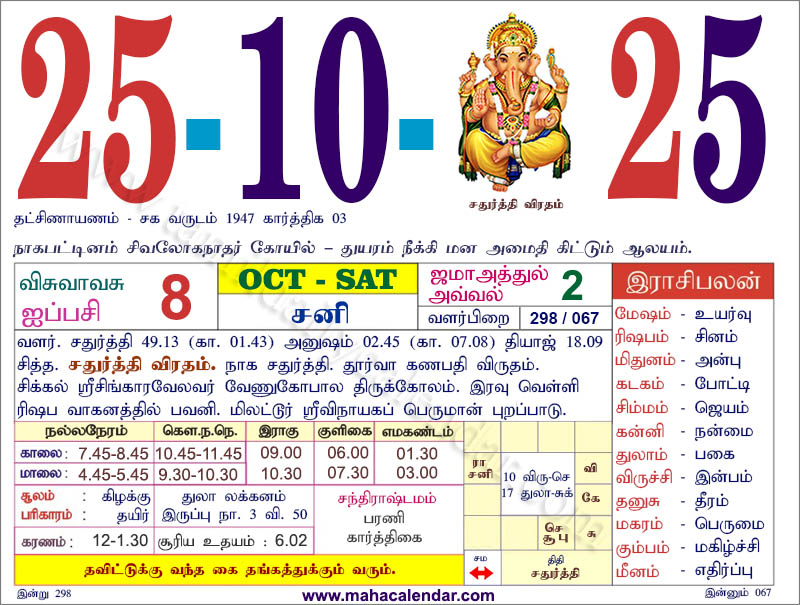 25-10- 25
சதுர்த்தி விரதம்
தட்சிணாயணம் - சக வருடம் 1947 கார்த்திக 03
நாகபட்டினம் சிவலோகநாதர் கோயில் – துயரம் நீக்கி மன அமைதி கிட்டும் ஆலயம்.
விசுவாவசு
ஐப்பசி
8
OCT - SAT
சனி
ஜமாஅத்துல்
அவ்வல்
2
வளர்பிறை
298 / 067
வளர். சதுர்த்தி 49.13 (கா. 01.43) அனுஷம் 02.45 (கா. 07.08) தியாஜ் 18.09
சித்த. சதுர்த்தி விரதம். நாக சதுர்த்தி. தூர்வா கணபதி விருதம்.
சிக்கல் ஸ்ரீசிங்காரவேலவர் வேணுகோபால திருக்கோலம். இரவு வெள்ளி
ரிஷப வாகனத்தில் பவனி. மிலட்டூர் ஸ்ரீவிநாயகப் பெருமான் புறப்பாடு.
நல்லநேரம் கௌ.ந.நெ. இராகு குளிகை எமகண்டம்
காலை: 7.45-8.45 10.45-11.45 09.00 06.00 01.30
மாலை: 4.45-5.45 9.30-10.30 10.30 07.30 03.00
சூலம் : கிழக்கு
பரிகாரம் : தயிர்
துலா லக்கனம்
இருப்பு நா. 3 வி. 50
சந்திராஷ்டமம்
பரணி
கார்த்திகை
கரணம்: 12-1.30 சூரிய உதயம் : 6.02
தவிட்டுக்கு வந்த கை தங்கத்துக்கும் வரும்.
ரா
சனி
10 விரு-செ
17 துலா-சுக்
வி
கே
செ
சூ பு
சு
சம
திதி
சதுர்த்தி
இராசிபலன்
மேஷம் - உயர்வு
ரிஷபம் - சினம்
மிதுனம் - அன்பு
கடகம் - போட்டி
சிம்மம் - ஜெயம்
கன்னி - நன்மை
துலாம் - பகை
விருச்சி - இன்பம்
தனுசு - தீரம்
மகரம் - பெருமை
கும்பம் - மகிழ்ச்சி
மீனம் - எதிர்ப்பு
இன்று 298
www.mahacalendar.com
இன்னும் 067